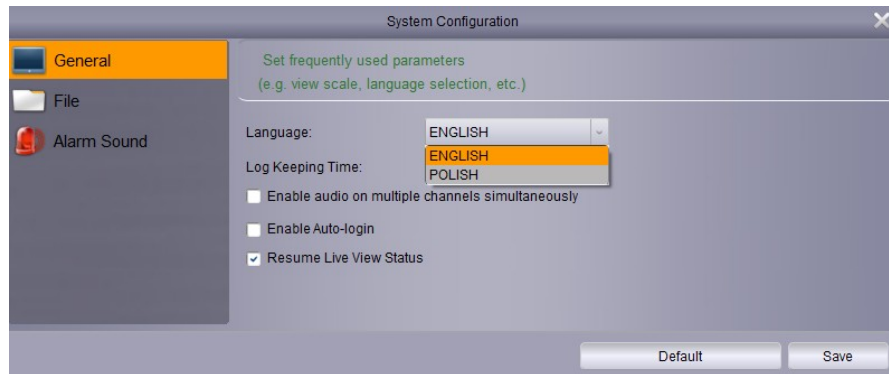 System Configuration
General
File
Alarm Sound
Set frequently used parameters
(e.g. view scale, language selection, etc.)
Language:
ENGLISH
ENGLISH
POLISH
Log Keeping Time:
Enable audio on multiple channels simultaneously
Enable Auto-login
Resume Live View Status
Default
Save